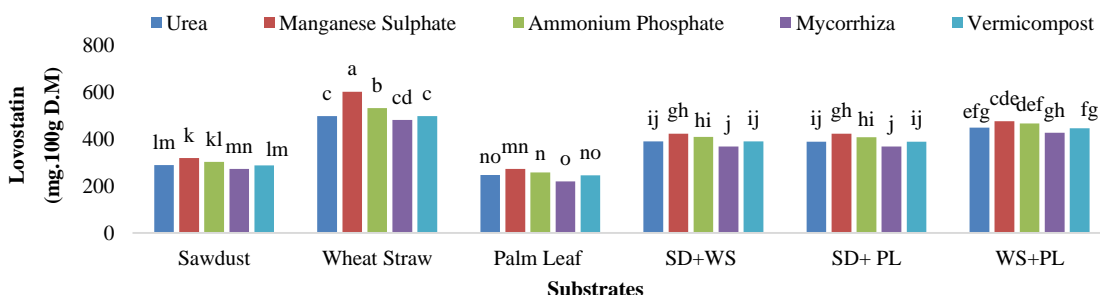 Urea Manganese Sulphate Ammonium Phosphate Mycorrhiza Vermicompost
Lovostatin
(mg.100g D.M)
800
600
400
200
0
lm k kl mn lm
c a b cd c
no mn n o no
ij gh hi j ij
ij gh hi j ij
efg cde def gh fg
Sawdust Wheat Straw Palm Leaf SD+WS SD+ PL WS+PL
Substrates